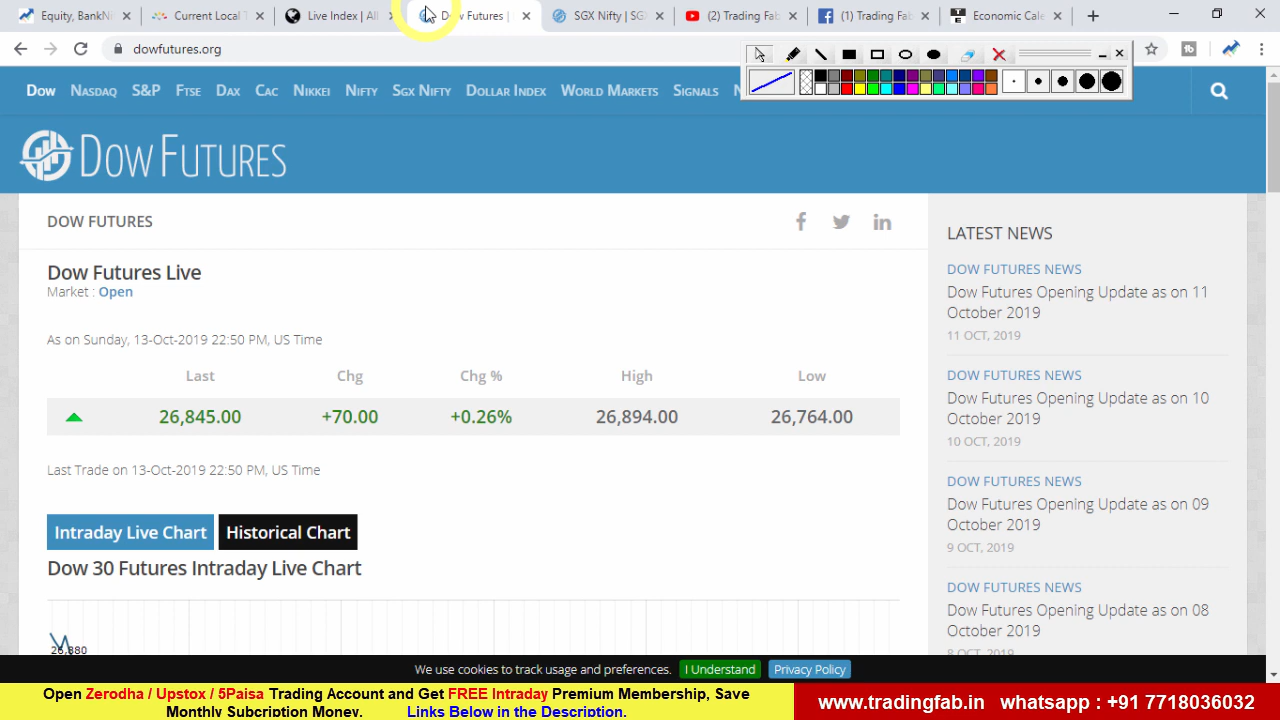 Equity, BankN
Current Local T
Live Index | All
Dow Futures |
SGX Nifty | SG
(2) Trading Fab
(1) Trading Fab
Economic Cale
dowfutures.org
DOW NASDAQ S&P FTSE DAX CAC NIKKEI NIFTY SGX NIFTY DOLLAR INDEX WORLD MARKETS SIGNALS N
DOW FUTURES
DOW FUTURES
Dow Futures Live
Market : Open
As on Sunday, 13-Oct-2019 22:50 PM, US Time
Last Chg Chg % High Low
26,845.00 +70.00 +0.26% 26,894.00 26,764.00
Last Trade on 13-Oct-2019 22:50 PM, US Time
Intraday Live Chart Historical Chart
Dow 30 Futures Intraday Live Chart
26,880
LATEST NEWS
DOW FUTURES NEWS
Dow Futures Opening Update as on 11
October 2019
11 OCT, 2019
DOW FUTURES NEWS
Dow Futures Opening Update as on 10
October 2019
10 OCT, 2019
DOW FUTURES NEWS
Dow Futures Opening Update as on 09
October 2019
9 OCT, 2019
DOW FUTURES NEWS
Dow Futures Opening Update as on 08
October 2019
8 OCT, 2019
We use cookies to track usage and preferences. I Understand Privacy Policy
Open Zerodha / Upstox / 5Paisa Trading Account and Get FREE Intraday Premium Membership, Save
Monthly Subcription Money. Links Below in the Description.
www.tradingfab.in whatsapp : +91 7718036032